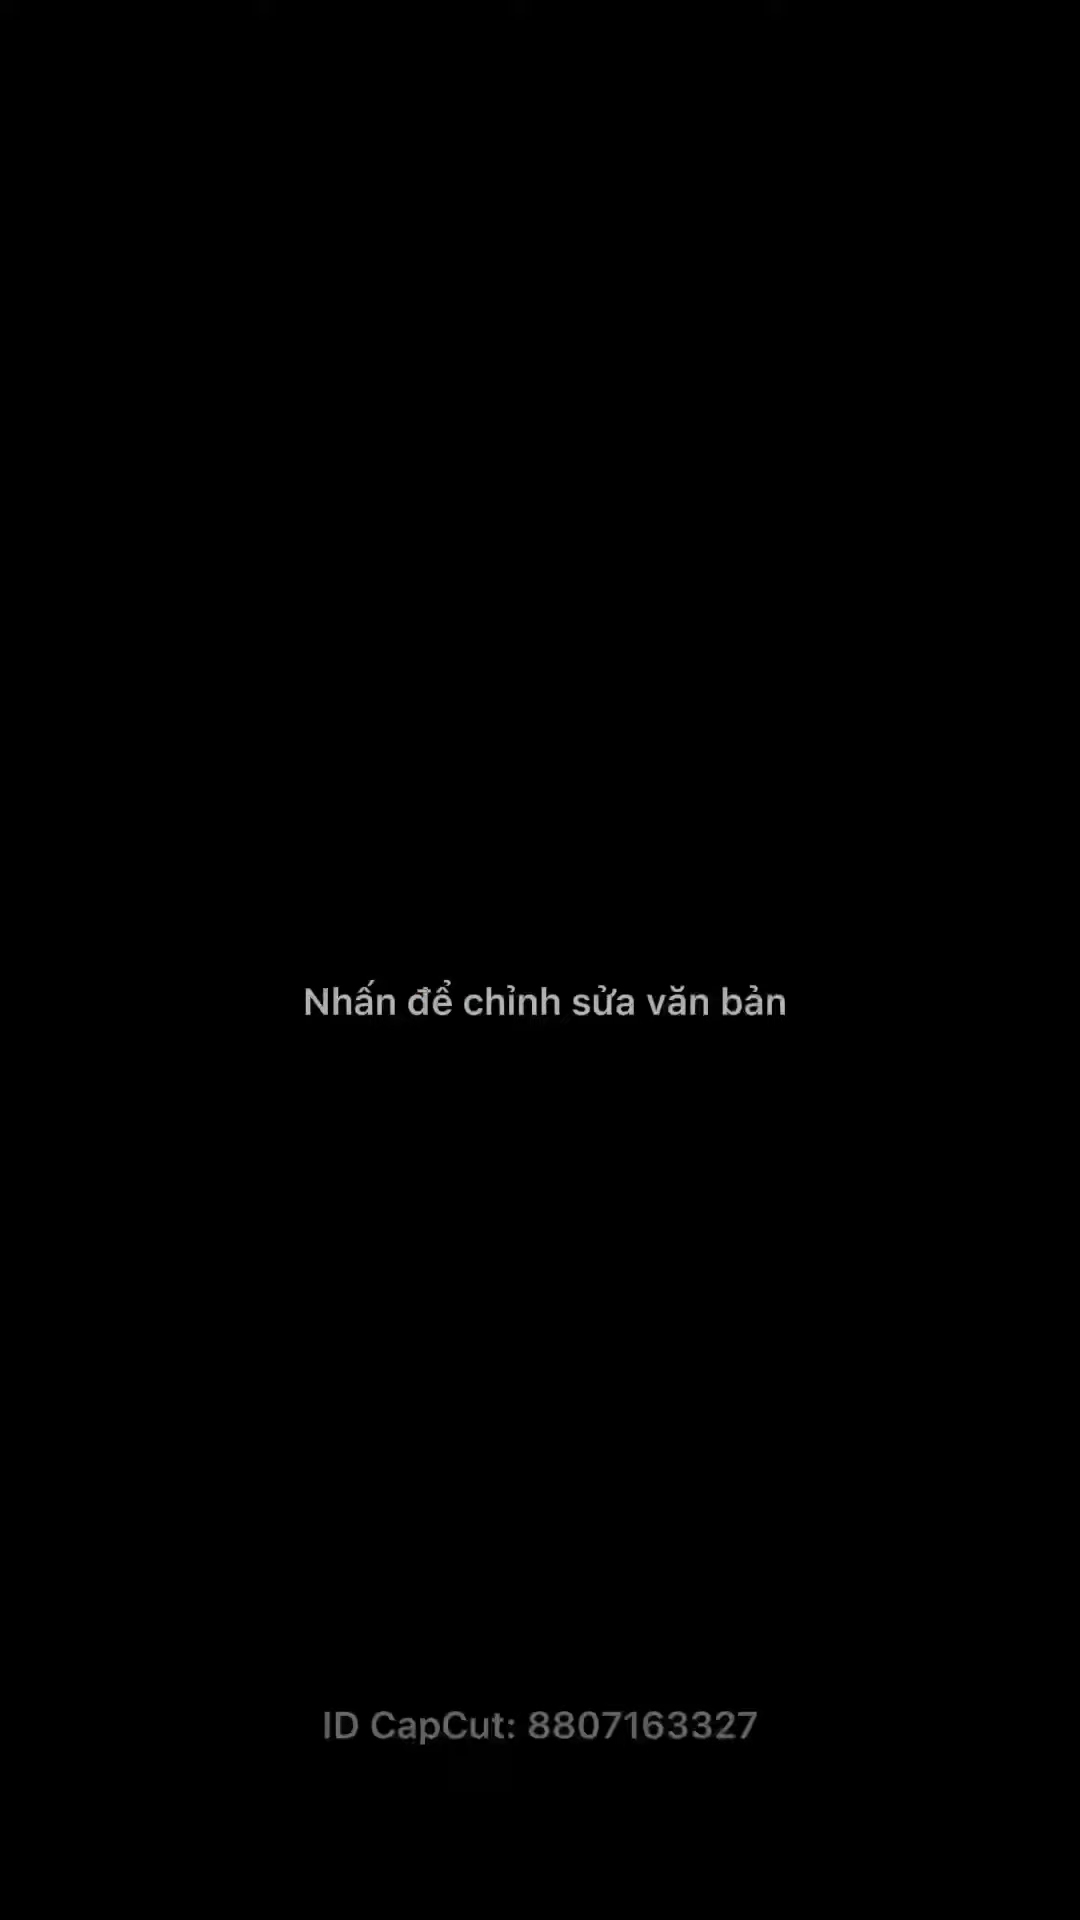 Nhấn để chỉnh sửa văn bản
ID CapCut: 8807163327